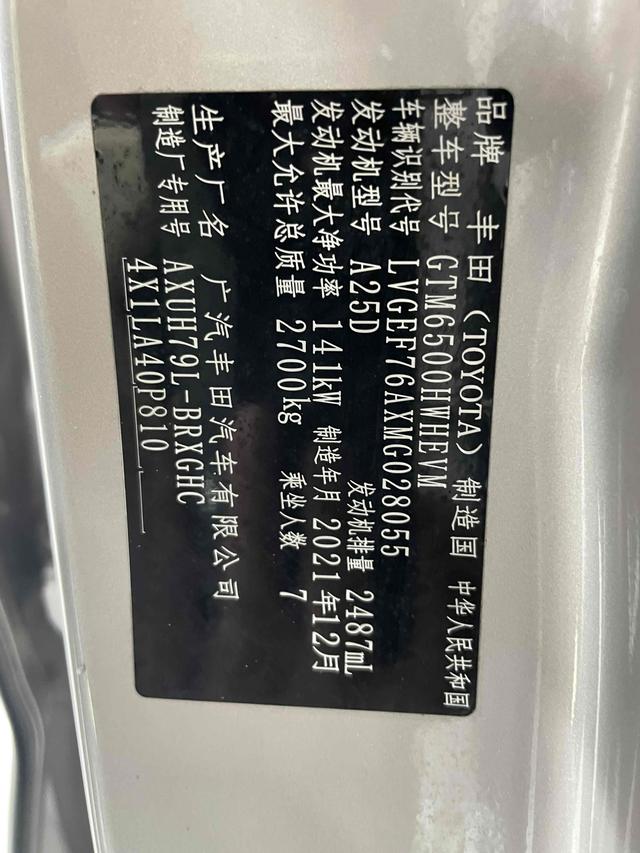 品牌 丰田(TOYOTA) 制造国 中华人民共和国
整车型号 GTM6500HWHEVM
车辆识别代号 LVGEF76AXMG028055
发动机型号 A25D 发动机排量 2487mL
发动机最大净功率 141kW 制造年月 2021年12月
最大允许总质量 2700kg 乘坐人数 7
生产厂名 广汽丰田汽车有限公司
制造厂专用号 AXUH79L-BRXGHC
4X1LA40P810